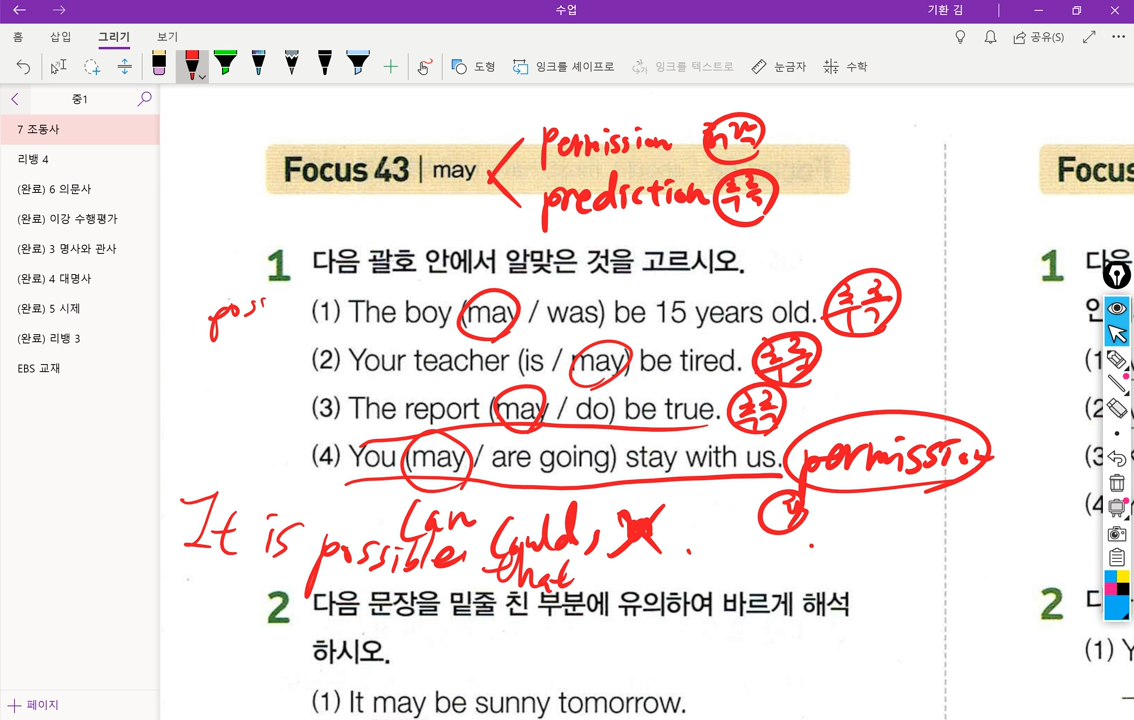 수업
기환 김
홈 삽입 그리기 보기
공유(S)
도형 잉크를 셰이프로 잉크를 텍스트로 눈금자 수학
중1
7 조동사
리뱅 4
(완료) 6 의문사
(완료) 이강 수행평가
(완료) 3 명사와 관사
(완료) 4 대명사
(완료) 5 시제
(완료) 리뱅 3
EBS 교재
페이지
permission 허락
Focus 43 | may
prediction 추측
1 다음 괄호 안에서 알맞은 것을 고르시오.
poss
(1) The boy (may / was) be 15 years old. 추측
(2) Your teacher (is / may) be tired. 추측
(3) The report (may / do) be true. 추측
(4) You (may / are going) stay with us. permission
can could,
It is possible that
2 다음 문장을 밑줄 친 부분에 유의하여 바르게 해석
하시오.
(1) It may be sunny tomorrow.
Focus
1
(1
(2
(3
(4
2
(1) Y